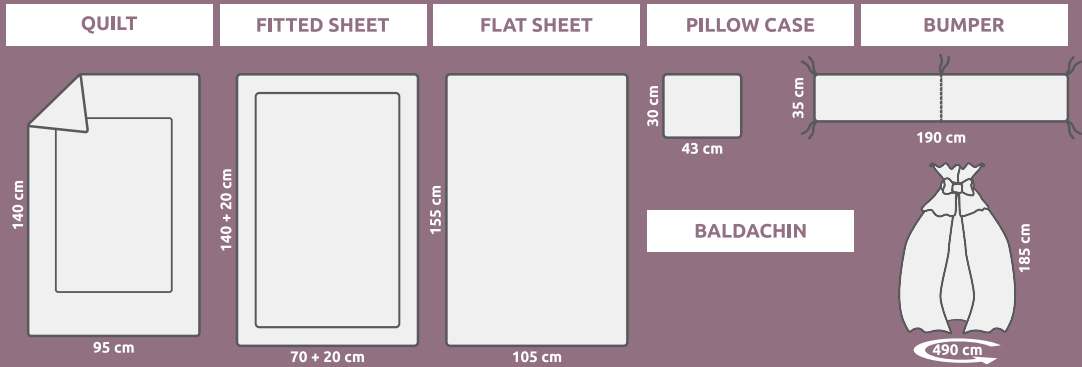 QUILT
FITTED SHEET
FLAT SHEET
PILLOW CASE
BUMPER
140 cm
95 cm
140 + 20 cm
70 + 20 cm
155 cm
105 cm
30 cm
43 cm
35 cm
190 cm
BALDACHIN
185 cm
490 cm